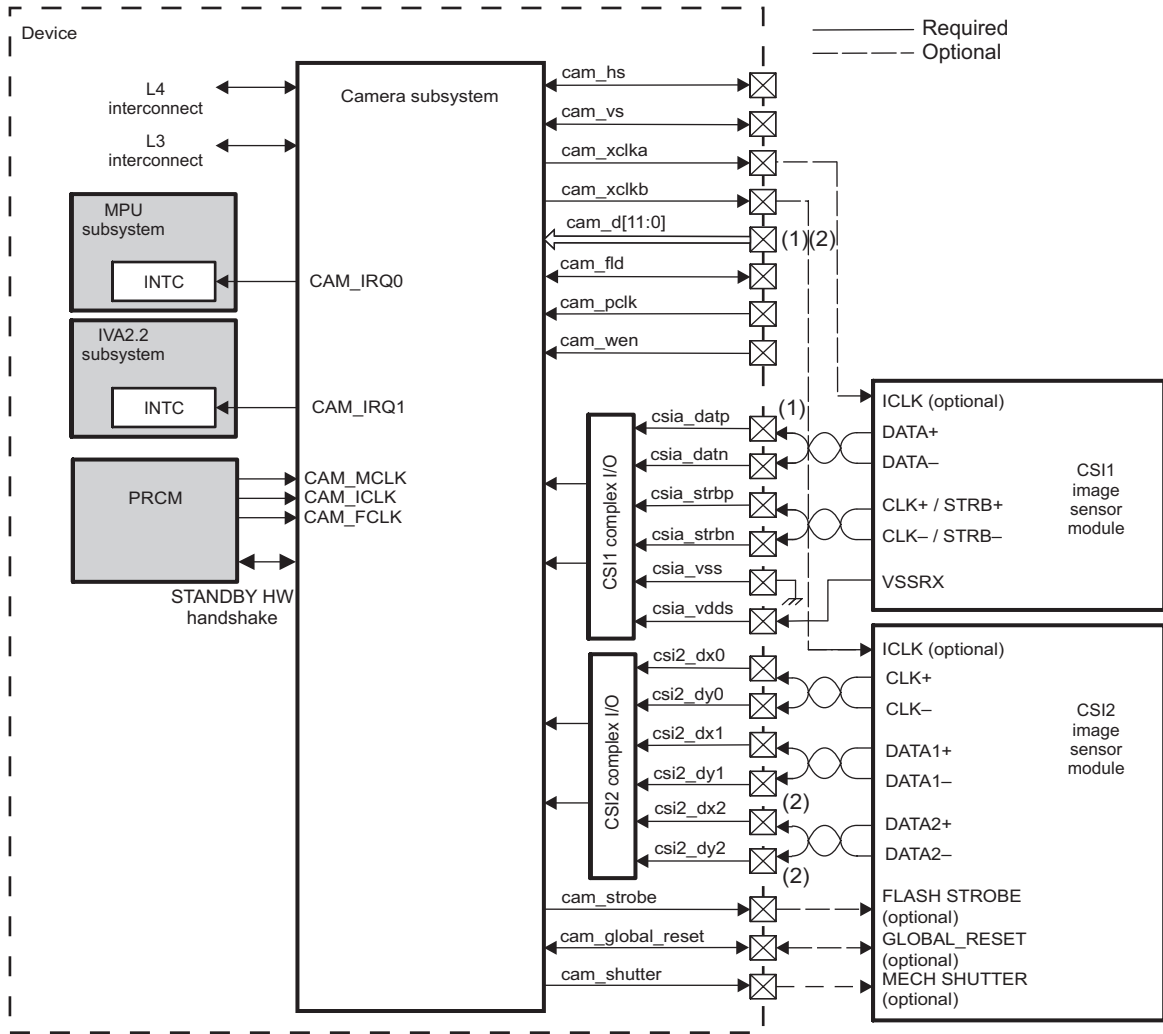 Device
Required
Optional
L4
interconnect
L3
interconnect
Camera subsystem
MPU
subsystem
INTC
CAM_IRQ0
IVA2.2
subsystem
INTC
CAM_IRQ1
PRCM
CAM_MCLK
CAM_ICLK
CAM_FCLK
STANDBY HW
handshake
cam_hs
cam_vs
cam_xclka
cam_xclkb
cam_d[11:0]
(1)(2)
cam_fld
cam_pclk
cam_wen
CSI1 complex I/O
csia_datp
(1)
csia_datn
csia_strbp
csia_strbn
csia_vss
csia_vdds
ICLK (optional)
DATA+
DATA–
CLK+ / STRB+
CLK– / STRB–
VSSRX
CSI1
image
sensor
module
CSI2 complex I/O
csi2_dx0
csi2_dy0
csi2_dx1
csi2_dy1
(2)
csi2_dx2
csi2_dy2
(2)
ICLK (optional)
CLK+
CLK–
DATA1+
DATA1–
DATA2+
DATA2–
CSI2
image
sensor
module
cam_strobe
cam_global_reset
cam_shutter
FLASH STROBE
(optional)
GLOBAL_RESET
(optional)
MECH SHUTTER
(optional)